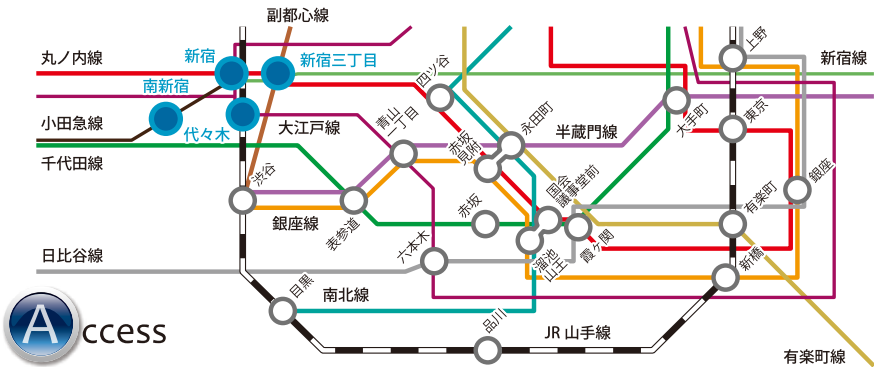 副都心線
丸ノ内線
新宿
新宿三丁目
新宿線
上野
四ツ谷
南新宿
小田急線
代々木
大江戸線
青山
一丁目
赤坂
見附
永田町
半蔵門線
大手町
東京
千代田線
渋谷
銀座線
表参道
赤坂
国会
議事堂前
有楽町
銀座
日比谷線
六本木
溜池
山王
霞ケ関
新橋
目黒
南北線
品川
JR 山手線
有楽町線
Access